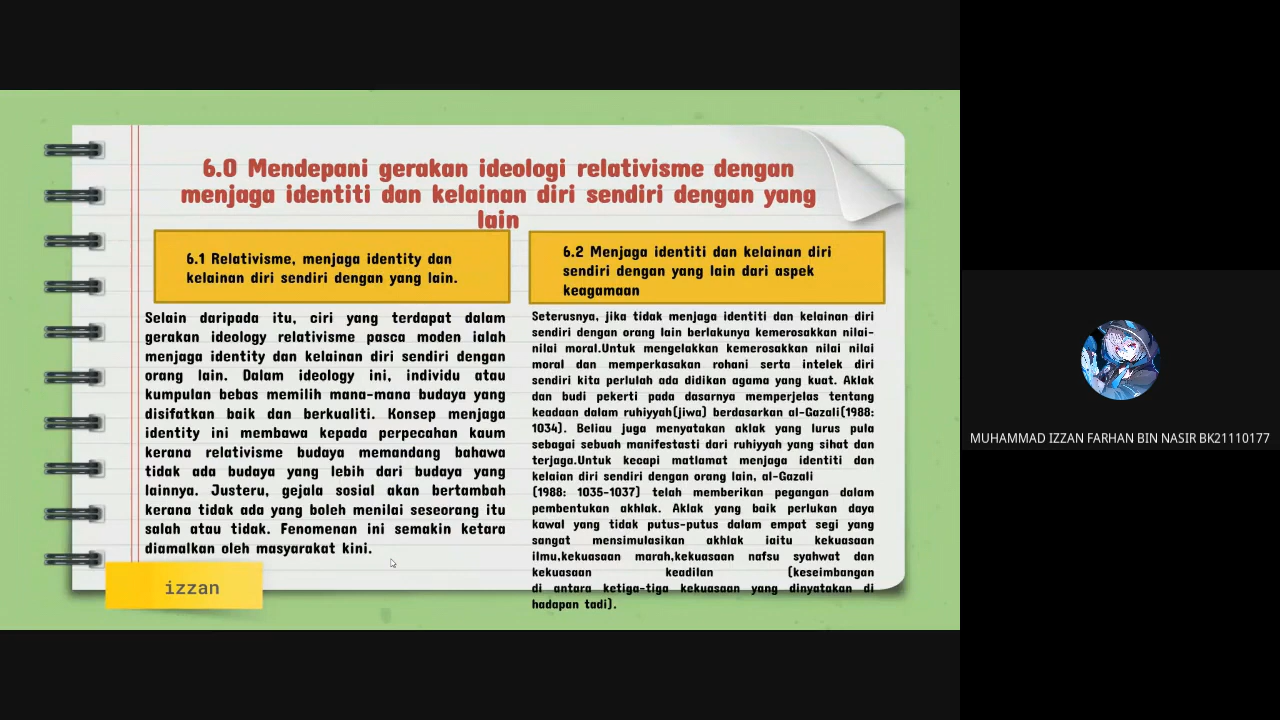 6.0 Mendepani gerakan ideologi relativisme dengan
menjaga identiti dan kelainan diri sendiri dengan yang
lain
6.1 Relativisme, menjaga identity dan
kelainan diri sendiri dengan yang lain.
Selain daripada itu, ciri yang terdapat dalam
gerakan ideology relativisme pasca moden ialah
menjaga identity dan kelainan diri sendiri dengan
orang lain. Dalam ideology ini, individu atau
kumpulan bebas memilih mana-mana budaya yang
disifatkan baik dan berkualiti. Konsep menjaga
identity ini membawa kepada perpecahan kaum
kerana relativisme budaya memandang bahawa
tidak ada budaya yang lebih dari budaya yang
lainnya. Justeru, gejala sosial akan bertambah
kerana tidak ada yang boleh menilai seseorang itu
salah atau tidak. Fenomenan ini semakin ketara
diamalkan oleh masyarakat kini.
6.2 Menjaga identiti dan kelainan diri
sendiri dengan yang lain dari aspek
keagamaan
Seterusnya, jika tidak menjaga identiti dan kelainan diri
sendiri dengan orang lain berlakunya kemerosakkan nilai-
nilai moral.Untuk mengelakkan kemerosakkan nilai nilai
moral dan memperkasakan rohani serta intelek diri
sendiri kita perlulah ada didikan agama yang kuat. Aklak
dan budi pekerti pada dasarnya memperjelas tentang
keadaan dalam ruhiyyah(jiwa) berdasarkan al-Gazali(1988:
1034). Beliau juga menyatakan aklak yang lurus pula
sebagai sebuah manifestasti dari ruhiyyah yang sihat dan
terjaga.Untuk kecapi matlamat menjaga identiti dan
kelaian diri sendiri dengan orang lain, al-Gazali
(1988: 1035-1037) telah memberikan pegangan dalam
pembentukan akhlak. Aklak yang baik perlukan daya
kawal yang tidak putus-putus dalam empat segi yang
sangat mensimulasikan akhlak iaitu kekuasaan
ilmu,kekuasaan marah,kekuasaan nafsu syahwat dan
kekuasaan keadilan (keseimbangan
di antara ketiga-tiga kekuasaan yang dinyatakan di
hadapan tadi).
izzan
MUHAMMAD IZZAN FARHAN BIN NASIR BK21110177